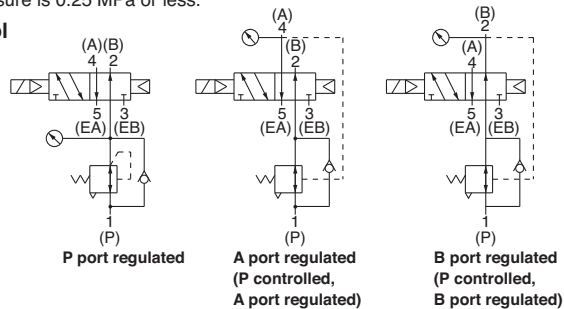 sure is 0.25 MPa or less.
(A) (B)
4 2
5 3
(EA) (EB)
1
(P)
P port regulated
(A)
4
(B)
2
5 3
(EA) (EB)
1
(P)
A port regulated
(P controlled,
A port regulated)
(B)
2
(A)
4
5 3
(EA) (EB)
1
(P)
B port regulated
(P controlled,
B port regulated)